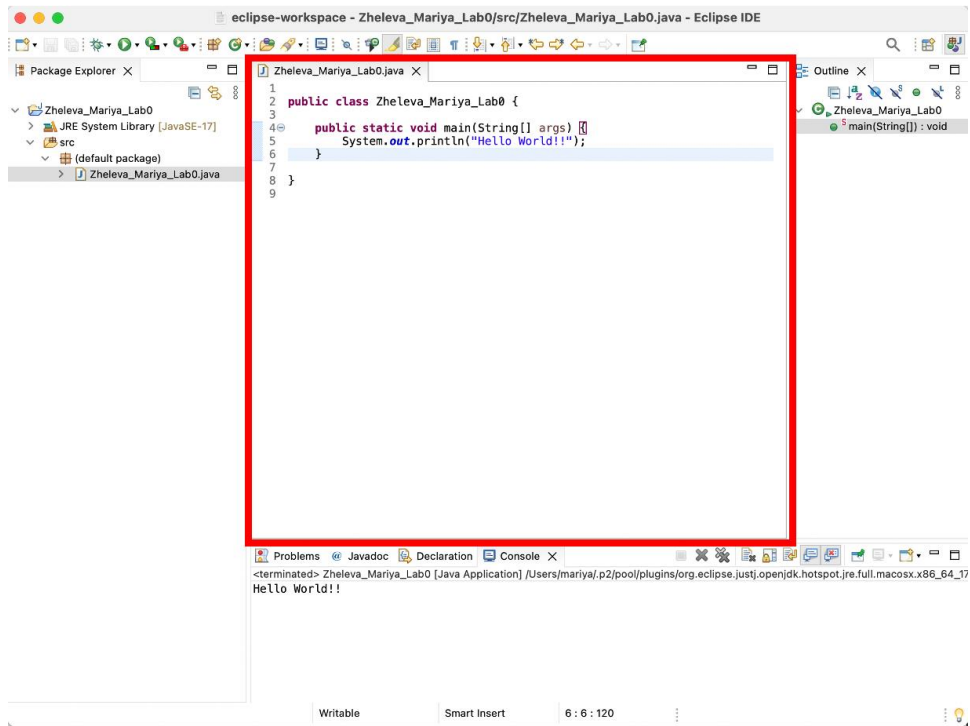 eclipse-workspace - Zheleva_Mariya_Lab0/src/Zheleva_Mariya_Lab0.java - Eclipse IDE
Package Explorer
Zheleva_Mariya_Lab0
JRE System Library [JavaSE-17]
src
(default package)
Zheleva_Mariya_Lab0.java
Zheleva_Mariya_Lab0.java
1
2 public class Zheleva_Mariya_Lab0 {
3
4 public static void main(String[] args) {
5 System.out.println("Hello World!!");
6 }
7
8 }
9
Outline
Zheleva_Mariya_Lab0
main(String[]) : void
Problems @ Javadoc Declaration Console
<terminated> Zheleva_Mariya_Lab0 [Java Application] /Users/mariya/.p2/pool/plugins/org.eclipse.justj.openjdk.hotspot.jre.full.macosx.x86_64_17
Hello World!!
Writable Smart Insert 6 : 6 : 120